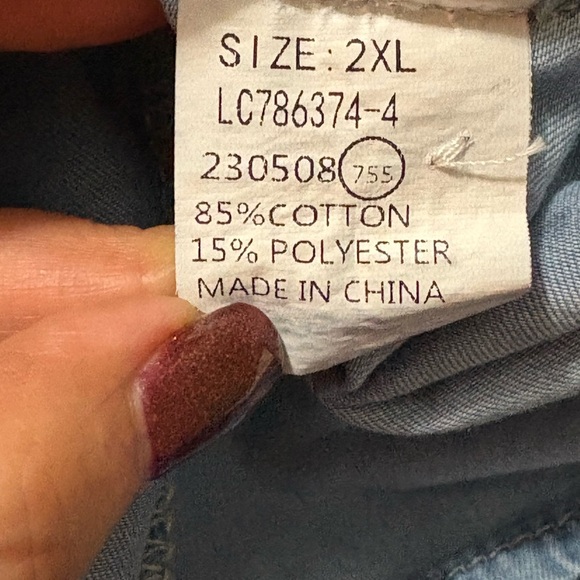 SIZE: 2XL
LC786374-4
230508 755
85%COTTON
15% POLYESTER
MADE IN CHINA